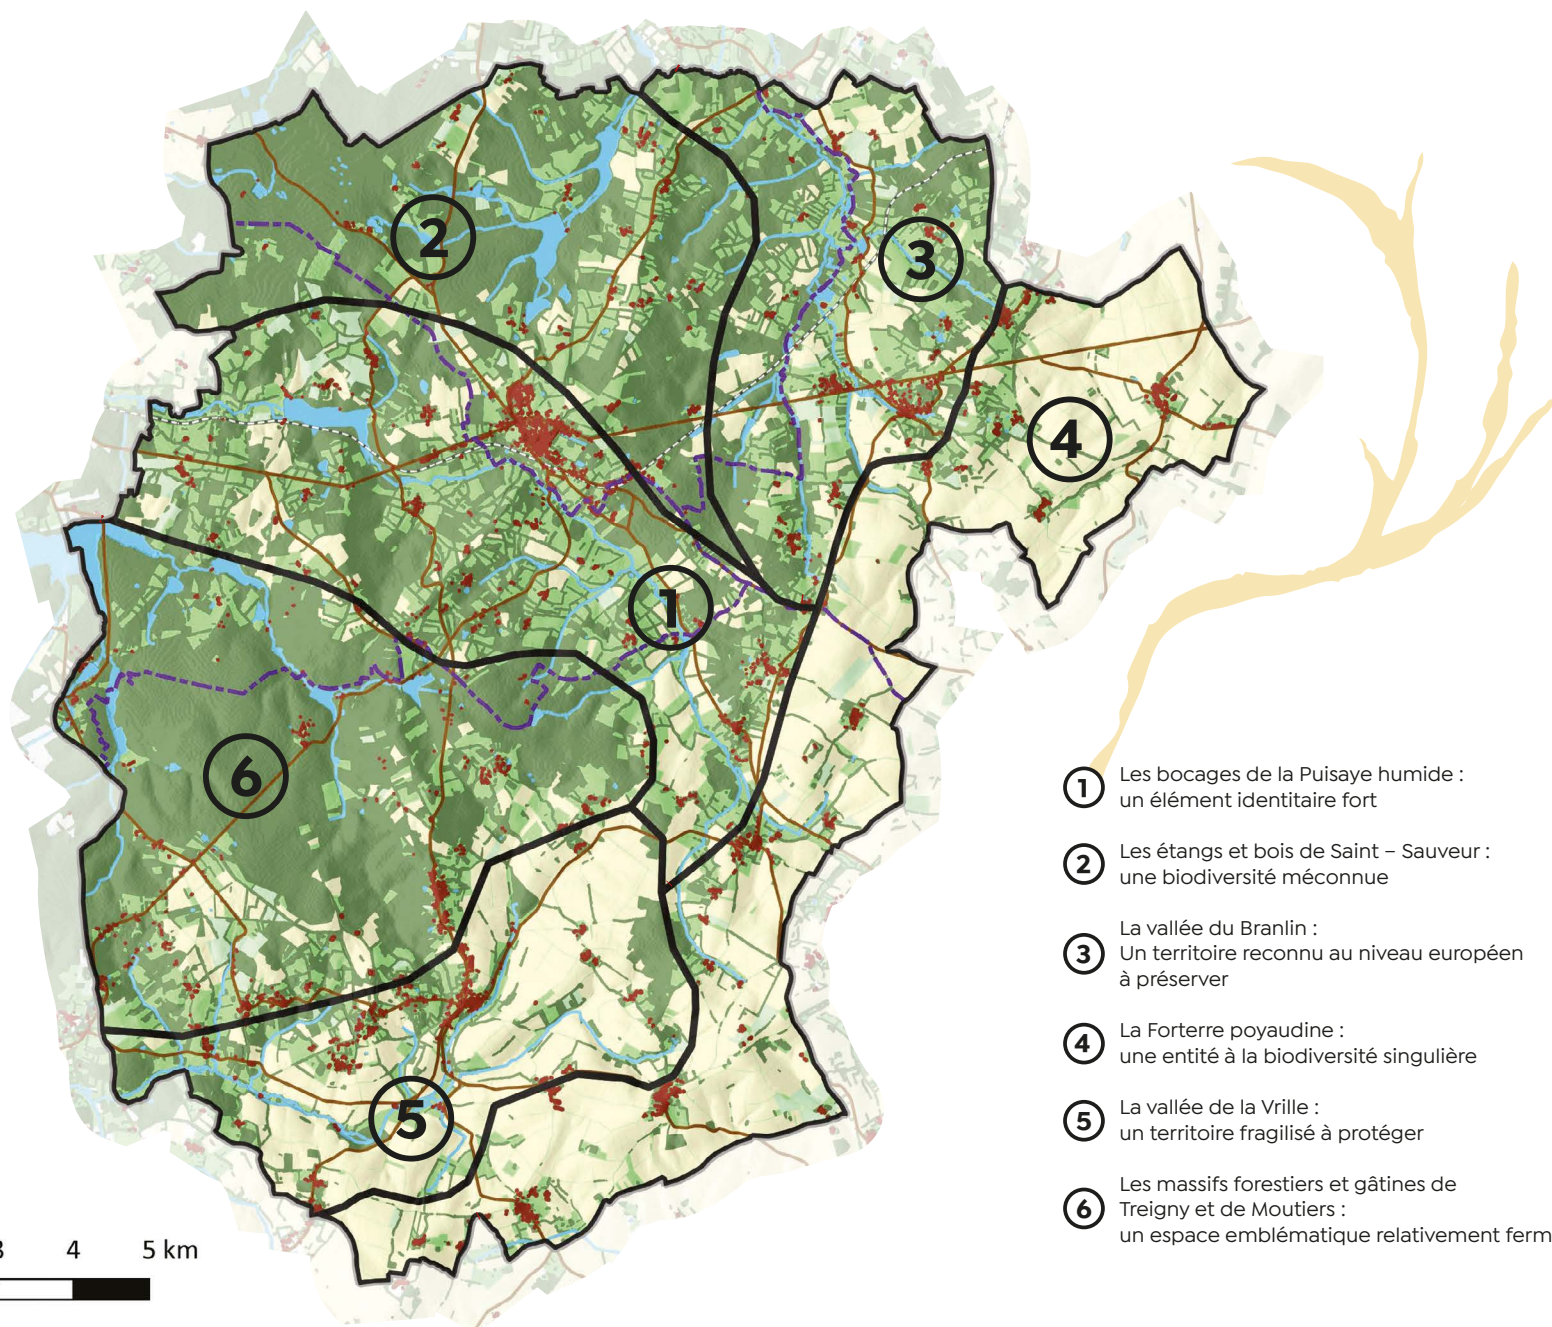 2
3
4
1
6
5
3 4 5 km
1 Les bocages de la Puisaye humide :
un élément identitaire fort
2 Les étangs et bois de Saint – Sauveur :
une biodiversité méconnue
3 La vallée du Branlin :
Un territoire reconnu au niveau européen
à préserver
4 La Forterre poyaudine :
une entité à la biodiversité singulière
5 La vallée de la Vrille :
un territoire fragilisé à protéger
6 Les massifs forestiers et gâtines de
Treigny et de Moutiers :
un espace emblématique relativement ferm